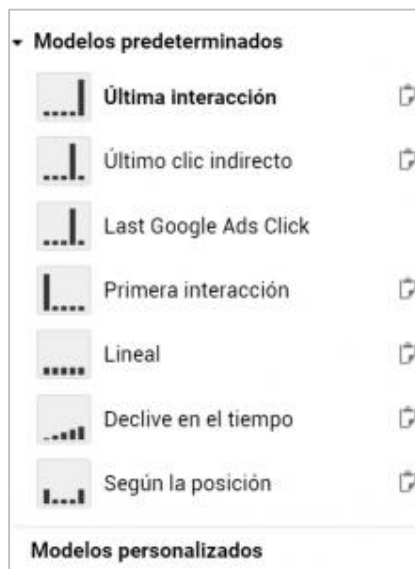 Modelos predeterminados
Última interacción
Último clic indirecto
Last Google Ads Click
Primera interacción
Lineal
Declive en el tiempo
Según la posición
Modelos personalizados